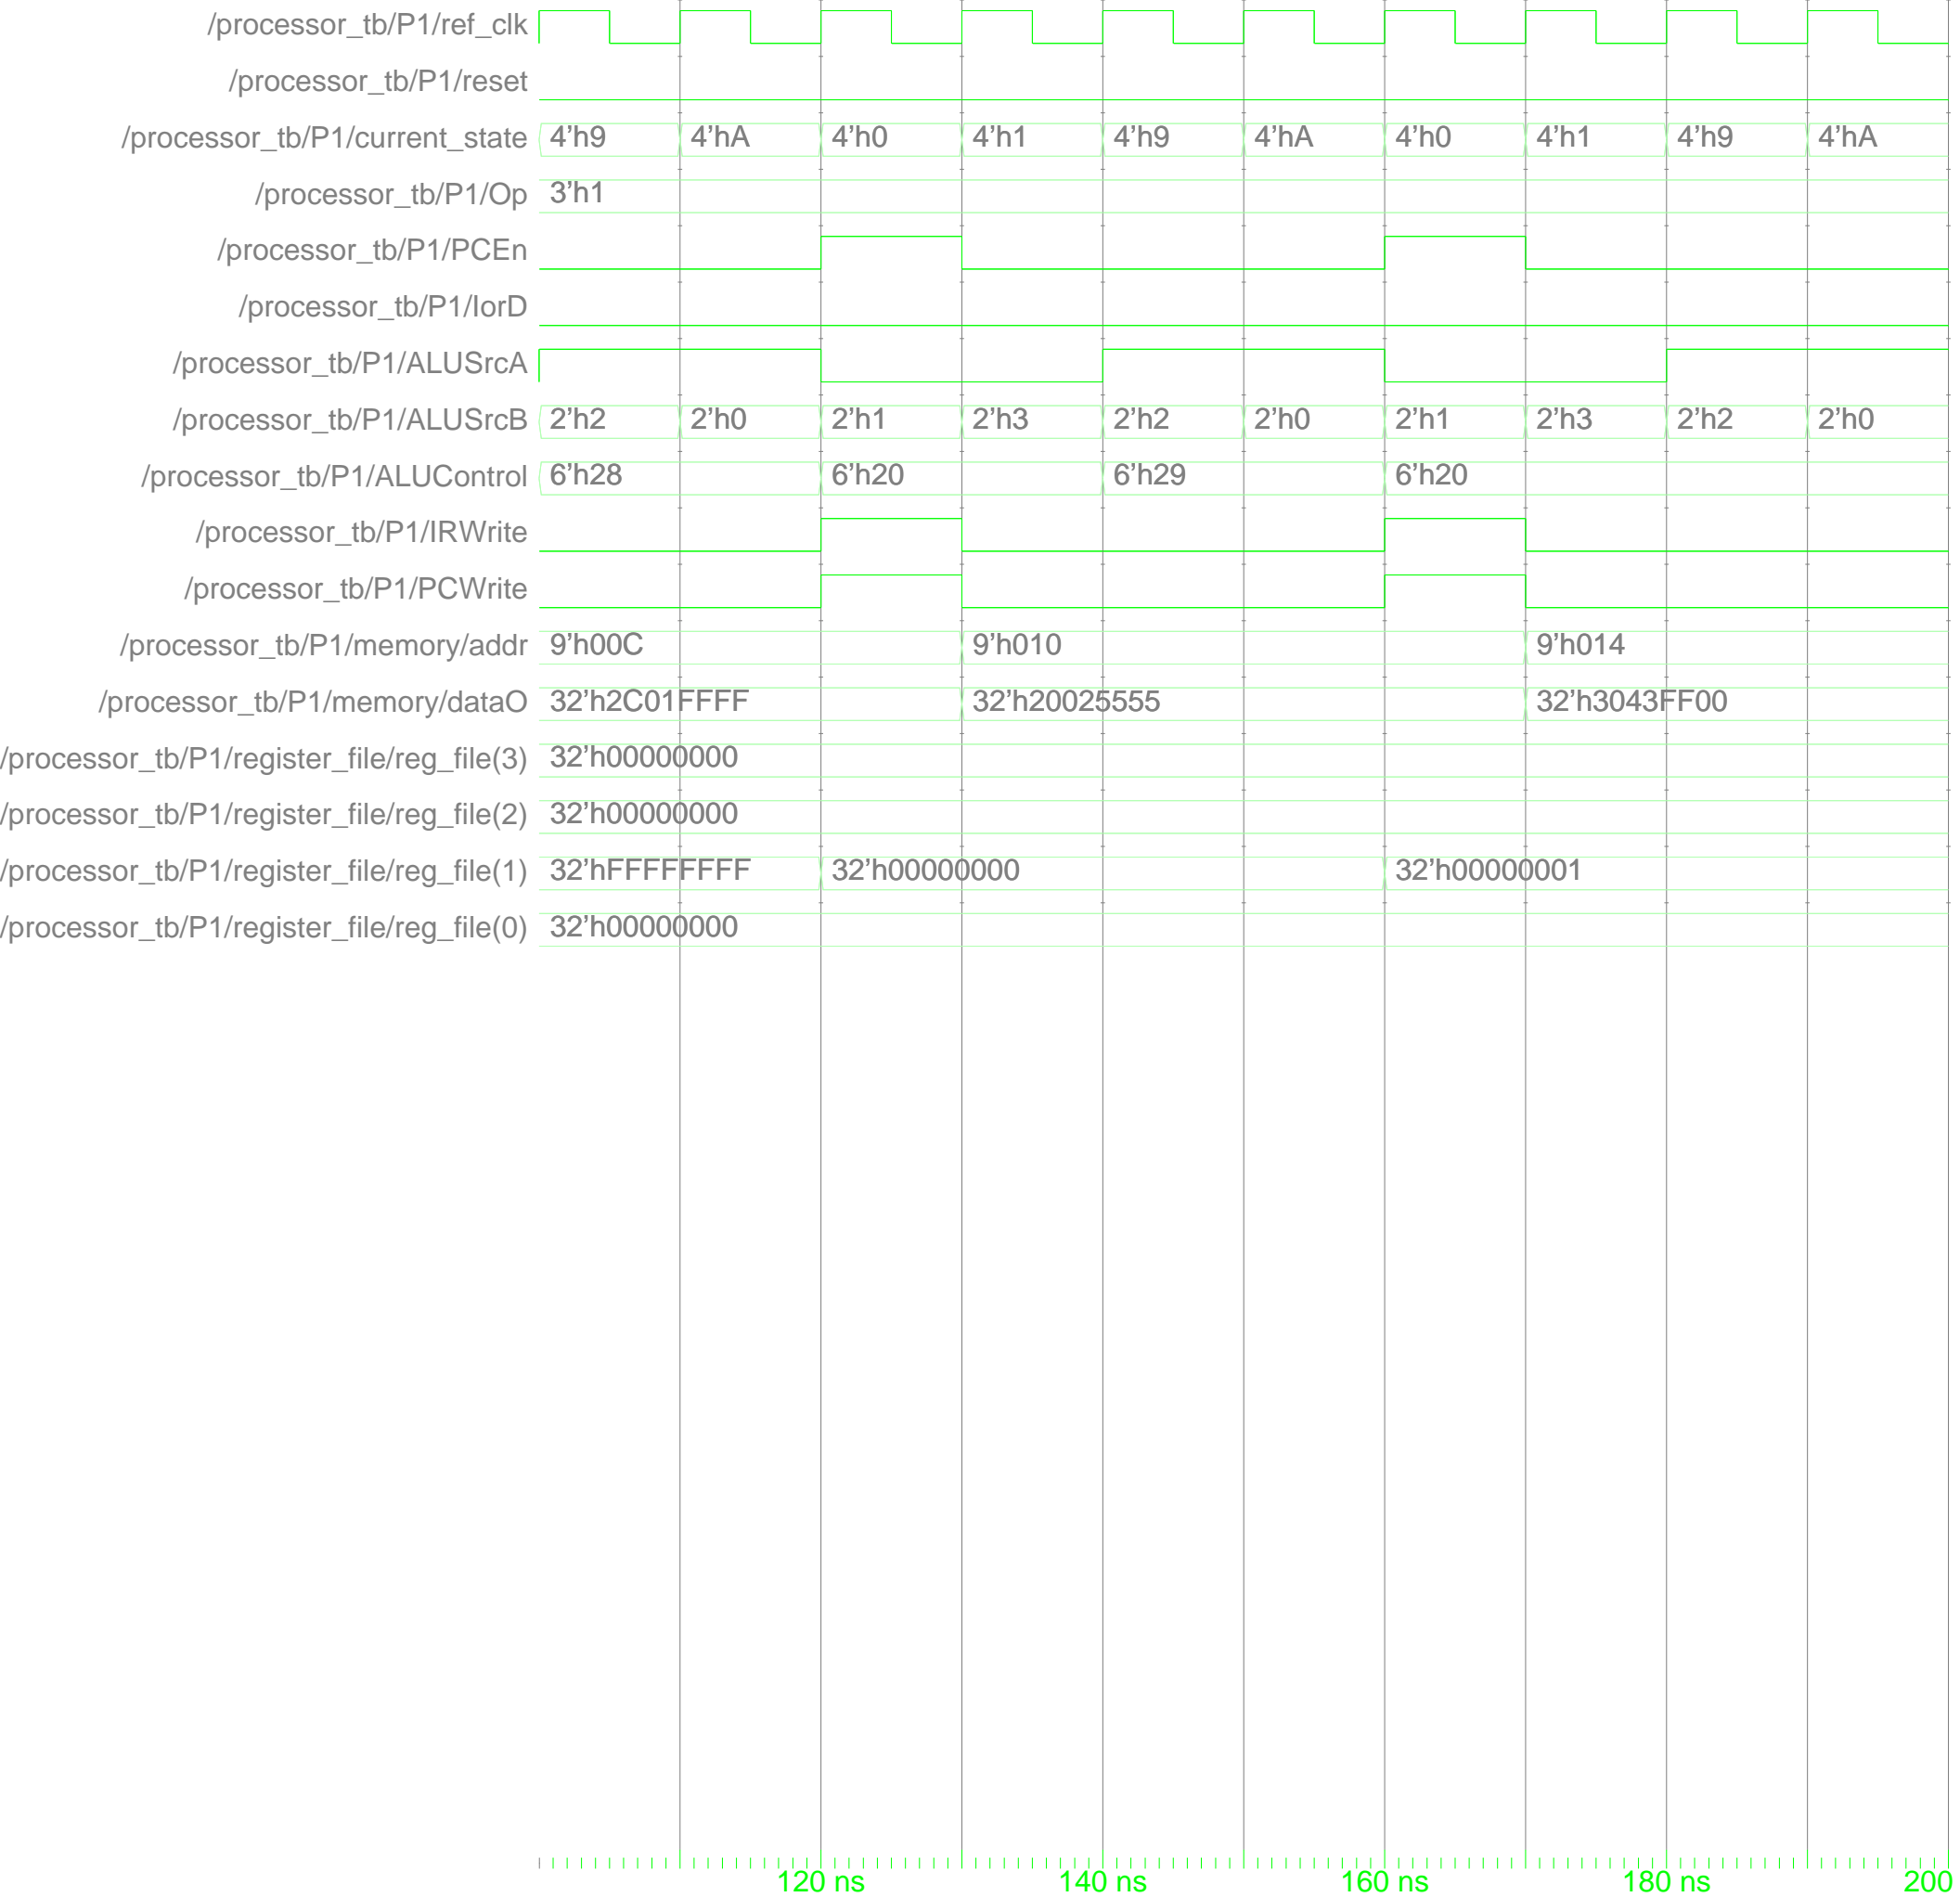 /processor_tb/P1/ref_clk
/processor_tb/P1/reset
/processor_tb/P1/current_state 4'h9 4'hA 4'h0 4'h1 4'h9 4'hA 4'h0 4'h1 4'h9 4'hA
/processor_tb/P1/Op 3'h1
/processor_tb/P1/PCEn
/processor_tb/P1/IorD
/processor_tb/P1/ALUSrcA
/processor_tb/P1/ALUSrcB 2'h2 2'h0 2'h1 2'h3 2'h2 2'h0 2'h1 2'h3 2'h2 2'h0
/processor_tb/P1/ALUControl 6'h28 6'h20 6'h29 6'h20
/processor_tb/P1/IRWrite
/processor_tb/P1/PCWrite
/processor_tb/P1/memory/addr 9'h00C 9'h010 9'h014
/processor_tb/P1/memory/dataO 32'h2C01FFFF 32'h20025555 32'h3043FF00
/processor_tb/P1/register_file/reg_file(3) 32'h00000000
/processor_tb/P1/register_file/reg_file(2) 32'h00000000
/processor_tb/P1/register_file/reg_file(1) 32'hFFFFFFFF 32'h00000000 32'h00000001
/processor_tb/P1/register_file/reg_file(0) 32'h00000000
120 ns 140 ns 160 ns 180 ns 200